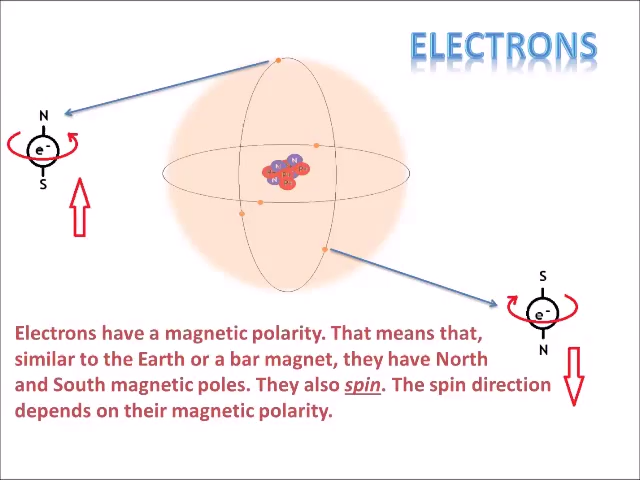 ELECTRONS
N
e-
S
S
e-
N
Electrons have a magnetic polarity. That means that,
similar to the Earth or a bar magnet, they have North
and South magnetic poles. They also spin. The spin direction
depends on their magnetic polarity.